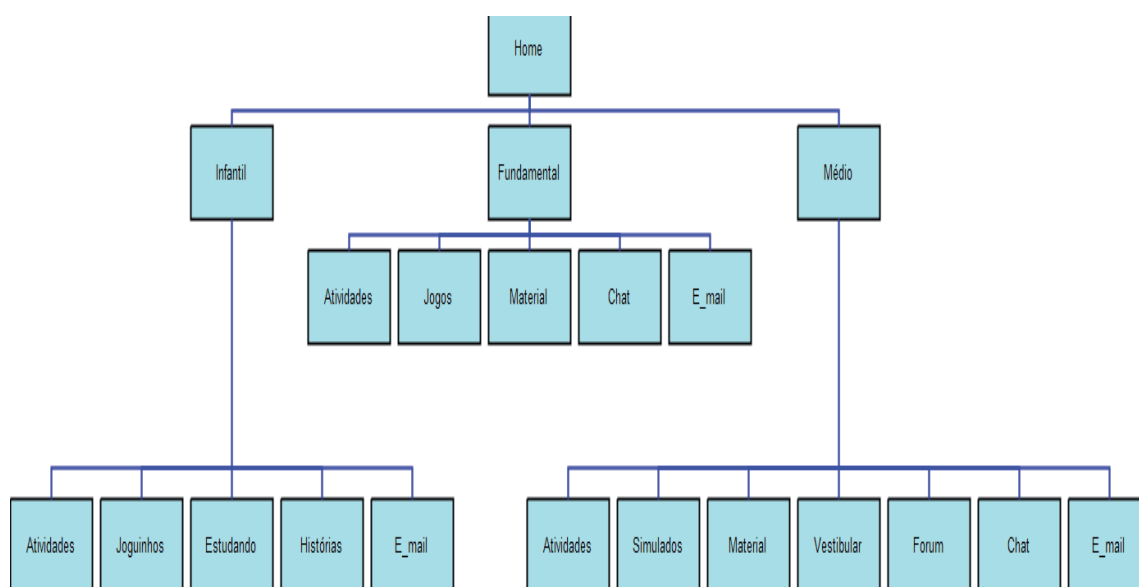 Home
Infantil
Fundamental
Médio
Atividades
Jogos
Material
Chat
E_mail
Atividades
Joguinhos
Estudando
Histórias
E_mail
Atividades
Simulados
Material
Vestibular
Forum
Chat
E_mail